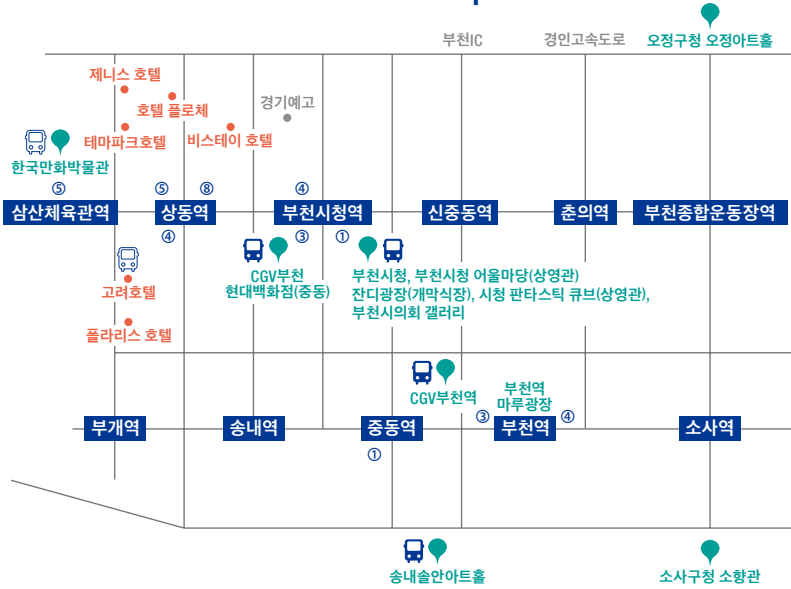 부천IC
경인고속도로
오정구청 오정아트홀
제니스 호텔
호텔 플로체
경기예고
테마파크호텔
비스테이 호텔
한국만화박물관
⑤
⑤
⑧
④
삼산체육관역
상동역
부천시청역
신중동역
춘의역
부천종합운동장역
④
③
①
CGV부천
현대백화점(중동)
부천시청, 부천시청 어울마당(상영관)
잔디광장(개막식장), 시청 판타스틱 큐브(상영관),
부천시의회 갤러리
고려호텔
폴라리스 호텔
CGV부천역
부천역
마루광장
③
④
부개역
송내역
중동역
부천역
소사역
①
송내솔안아트홀
소사구청 소향관